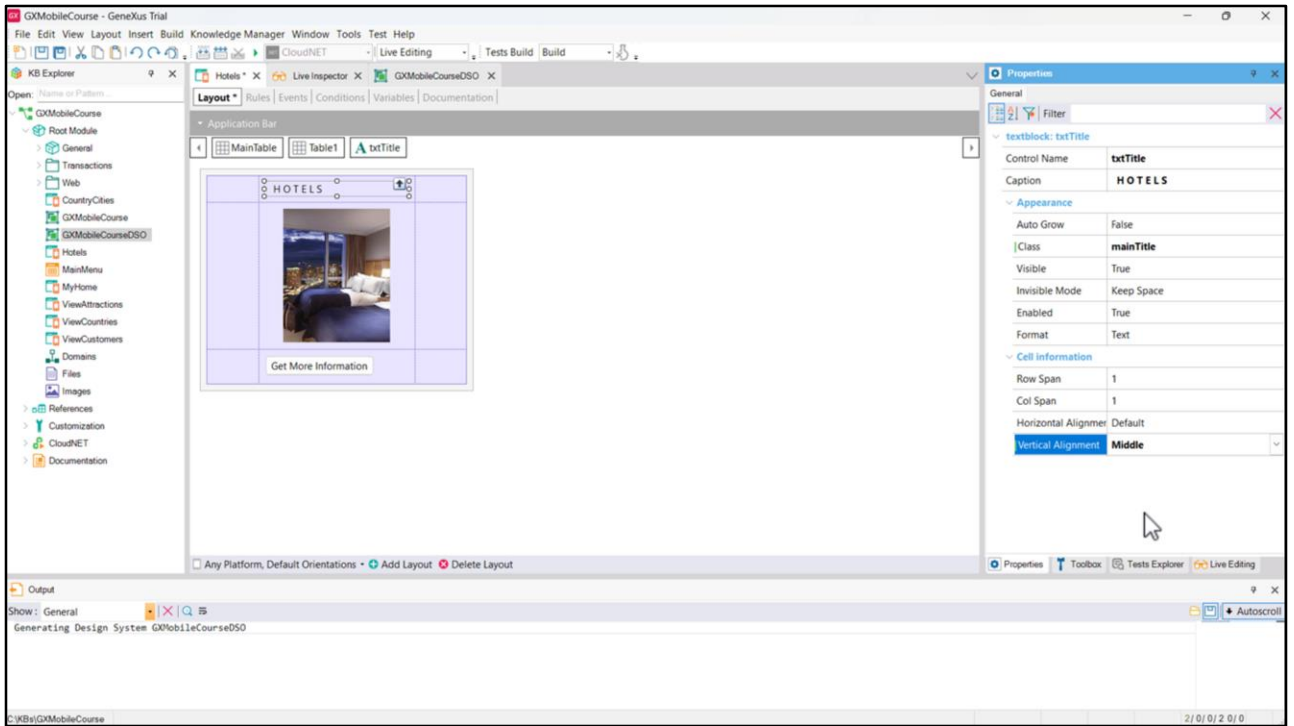 GX GXMobileCourse - GeneXus Trial
File Edit View Layout Insert Build Knowledge Manager Window Tools Test Help
CloudNET Live Editing Tests Build Build
KB Explorer
Open: Name or Pattern...
GXMobileCourse
Root Module
General
Transactions
Web
CountryCities
GXMobileCourse
GXMobileCourseDSO
Hotels
MainMenu
MyHome
ViewAttractions
ViewCountries
ViewCustomers
Domains
Files
Images
References
Customization
CloudNET
Documentation
Hotels * X Live Inspector X GXMobileCourseDSO X
Layout * Rules Events Conditions Variables Documentation
Application Bar
MainTable Table1 A txtTitle
HOTELS
Get More Information
Any Platform, Default Orientations Add Layout Delete Layout
Properties
General
Filter
textblock: txtTitle
Control Name txtTitle
Caption HOTELS
Appearance
Auto Grow False
Class mainTitle
Visible True
Invisible Mode Keep Space
Enabled True
Format Text
Cell information
Row Span 1
Col Span 1
Horizontal Alignmer Default
Vertical Alignment Middle
Properties Toolbox Tests Explorer Live Editing
Output
Show: General
Autoscroll
Generating Design System GXMobileCourseDSO
C:\KBs\GXMobileCourse
2/0/0/2 0/0